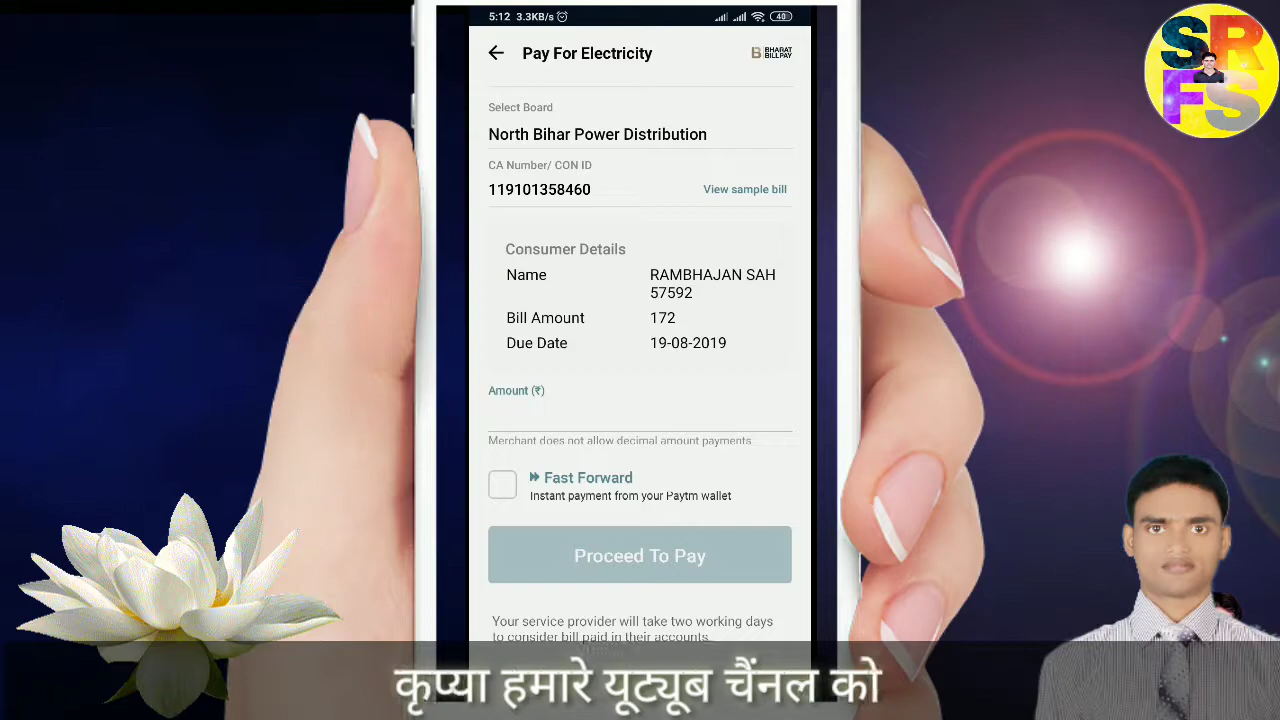 5:12 3.3KB/s
40
Pay For Electricity
BHARAT
BILLPAY
Select Board
North Bihar Power Distribution
CA Number/ CON ID
119101358460
View sample bill
Consumer Details
Name
RAMBHAJAN SAH
57592
Bill Amount
172
Due Date
19-08-2019
Amount (₹)
Merchant does not allow decimal amount payments
Fast Forward
Instant payment from your Paytm wallet
Proceed To Pay
Your service provider will take two working days
to consider bill paid in their accounts.
कृप्या हमारे यूट्यूब चैंनल को
SR
FS